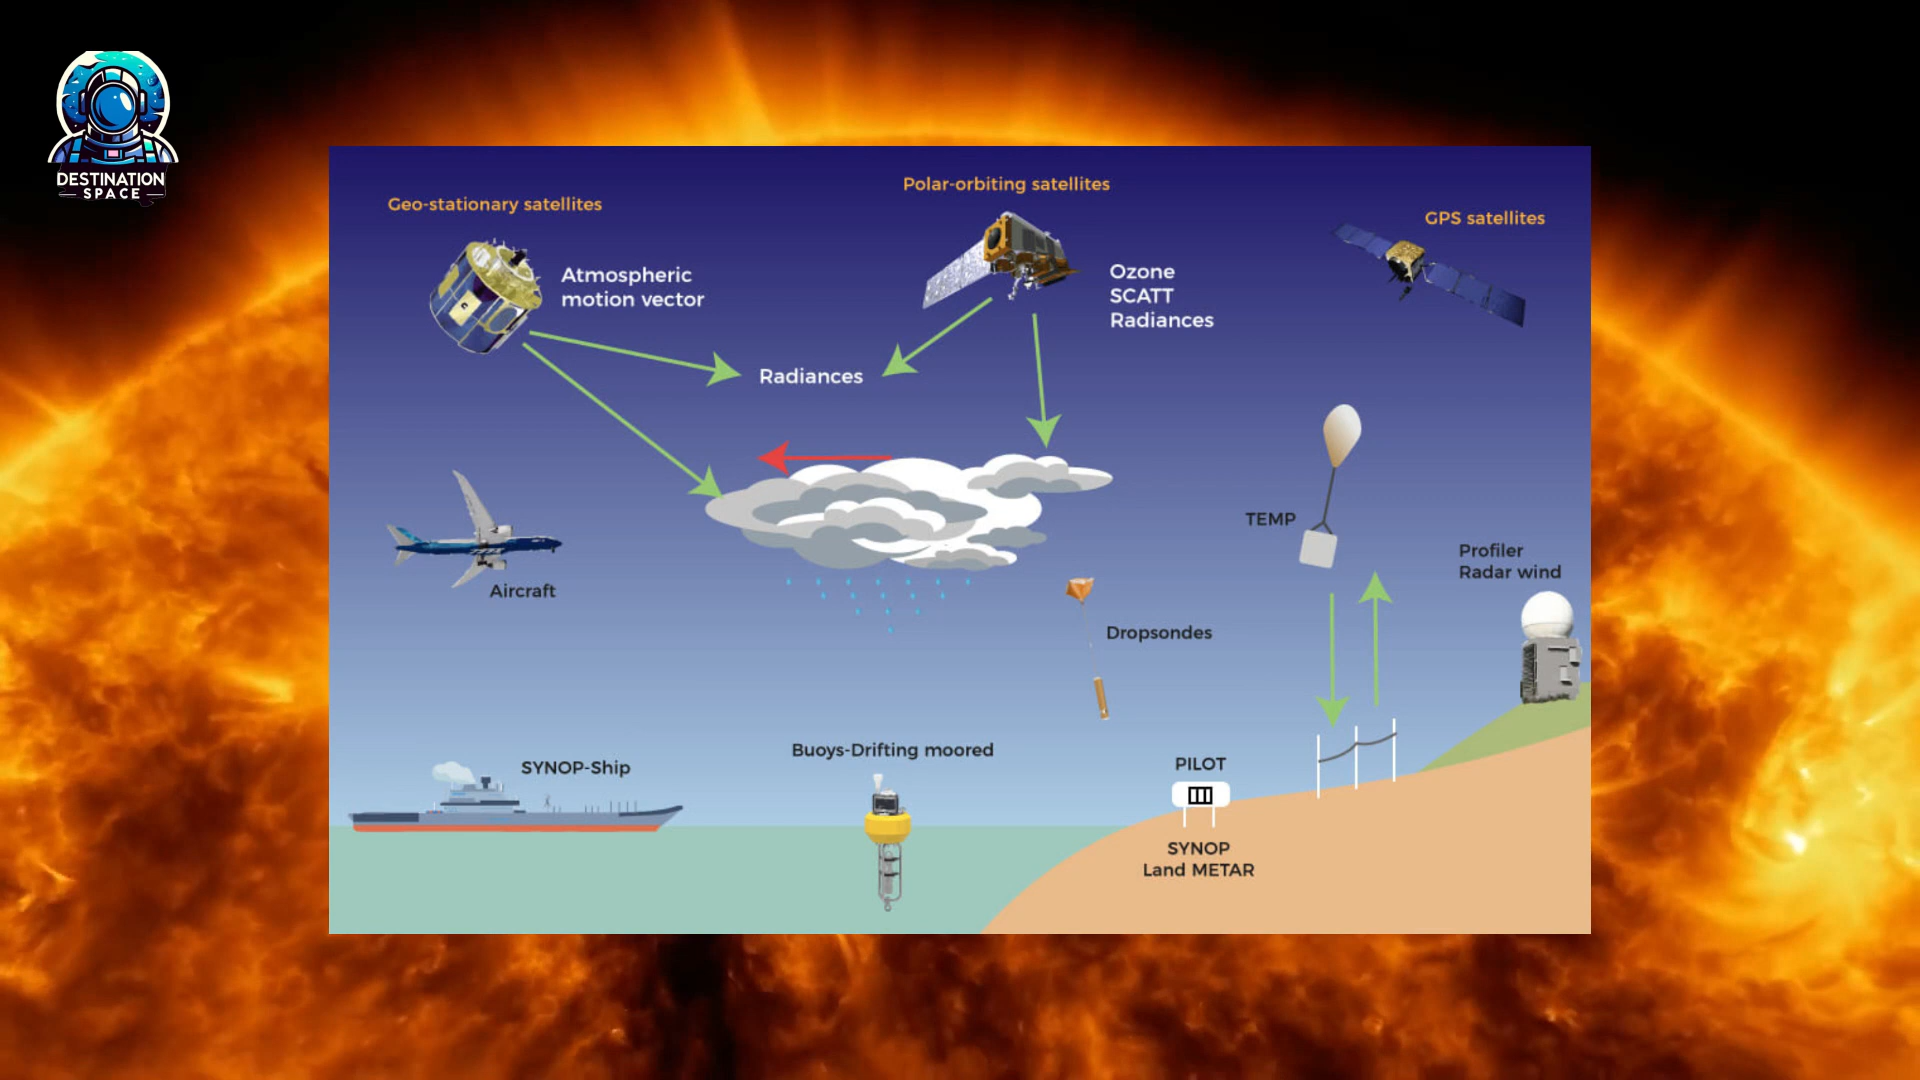 DESTINATION
SPACE
Geo-stationary satellites
Polar-orbiting satellites
GPS satellites
Atmospheric
motion vector
Ozone
SCATT
Radiances
Radiances
TEMP
Profiler
Radar wind
Aircraft
Dropsondes
SYNOP-Ship
Buoys-Drifting moored
PILOT
SYNOP
Land METAR